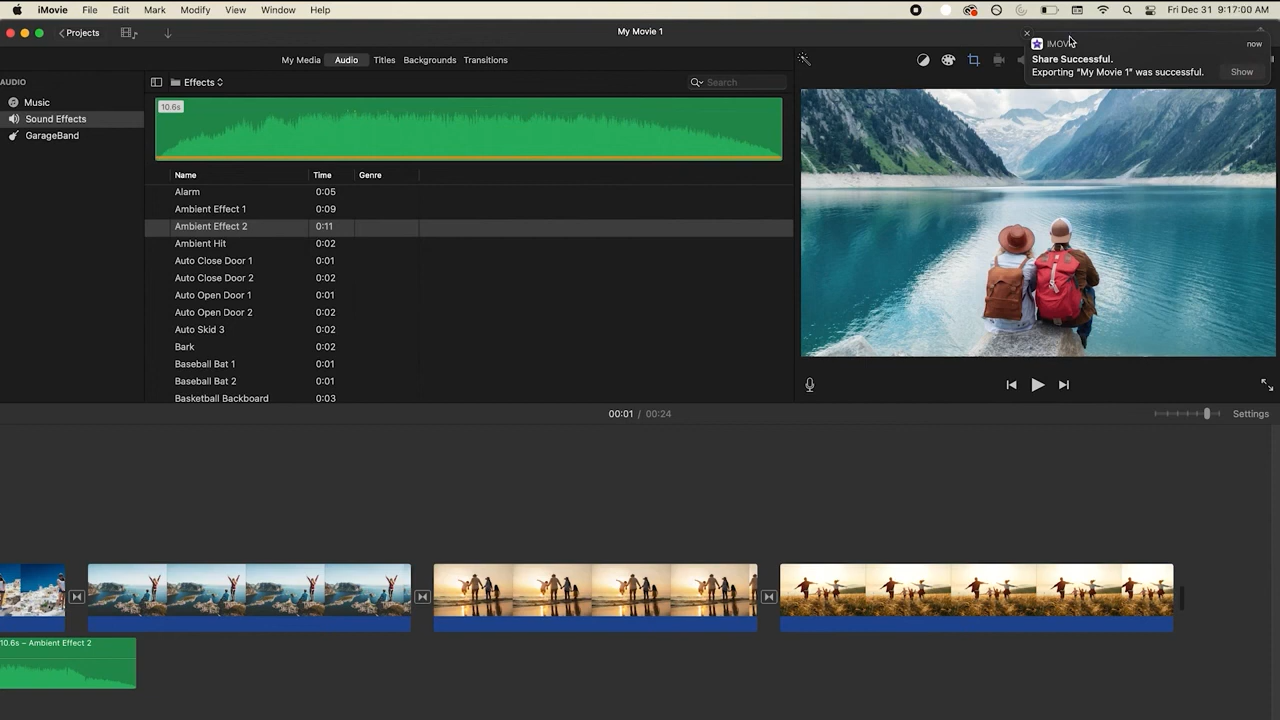 iMovie File Edit Mark Modify View Window Help Fri Dec 31 9:17:00 AM
Projects My Movie 1
now
Share Successful.
Exporting "My Movie 1" was successful. Show
My Media Audio Titles Backgrounds Transitions
AUDIO
Music
Sound Effects
GarageBand
Effects Search
10.6s
Name Time Genre
Alarm 0:05
Ambient Effect 1 0:09
Ambient Effect 2 0:11
Ambient Hit 0:02
Auto Close Door 1 0:01
Auto Close Door 2 0:02
Auto Open Door 1 0:01
Auto Open Door 2 0:02
Auto Skid 3 0:02
Bark 0:02
Baseball Bat 1 0:01
Baseball Bat 2 0:01
Basketball Backboard 0:03
00:01 / 00:24 Settings
10.6s – Ambient Effect 2